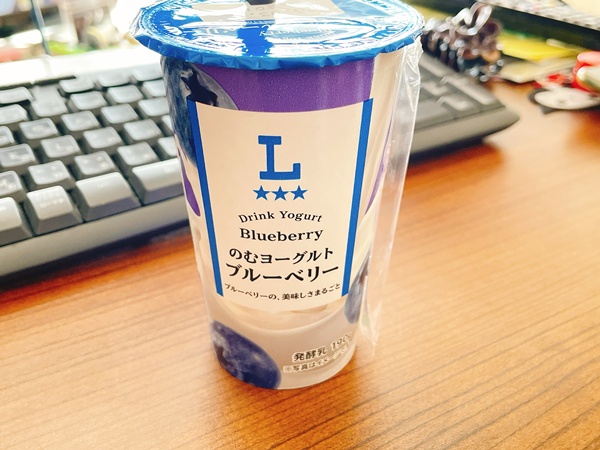 L
★★★
Drink Yogurt
Blueberry
のむヨーグルト
ブルーベリー
ブルーベリーの、美味しさまるごと
発酵乳 190